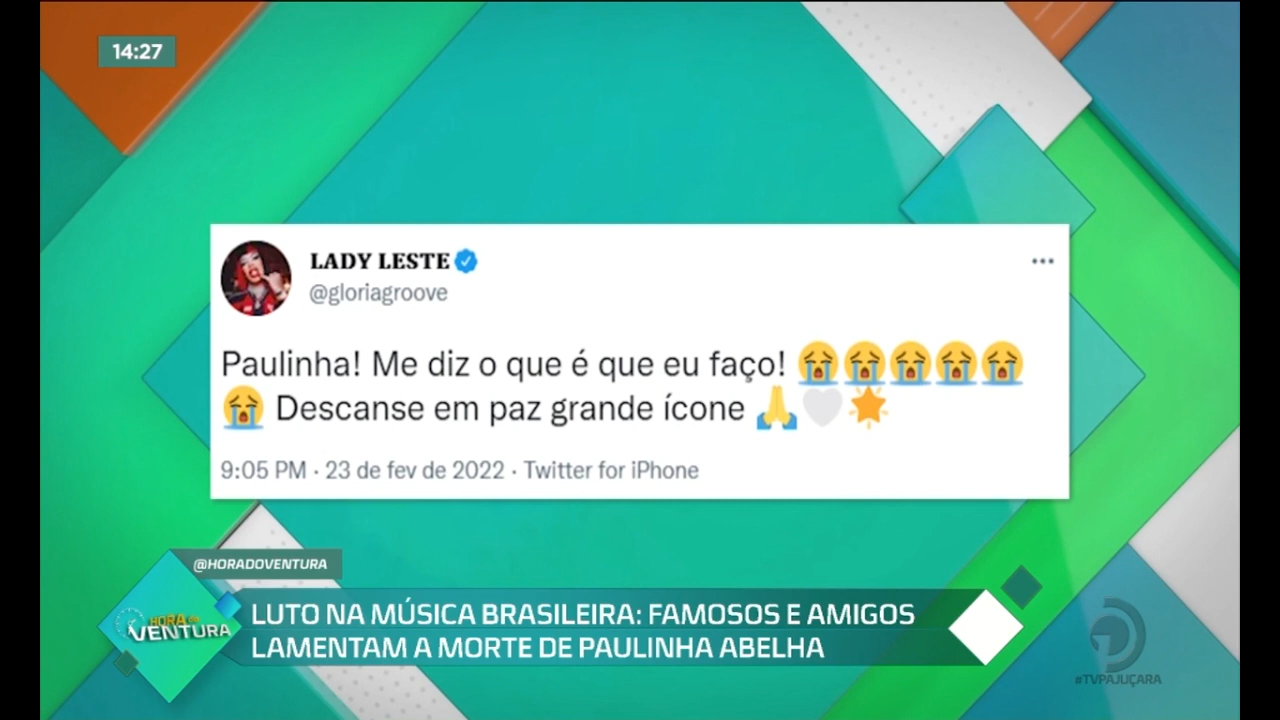 14:27
LADY LESTE
@gloriagroove
Paulinha! Me diz o que é que eu faço! 😭😭😭😭😭
😭 Descanse em paz grande ícone 🙏🤍🌟
9:05 PM · 23 de fev de 2022 · Twitter for iPhone
@HORADOVENTURA
HORA DO
VENTURA
LUTO NA MÚSICA BRASILEIRA: FAMOSOS E AMIGOS
LAMENTAM A MORTE DE PAULINHA ABELHA
#TVPAJUÇARA